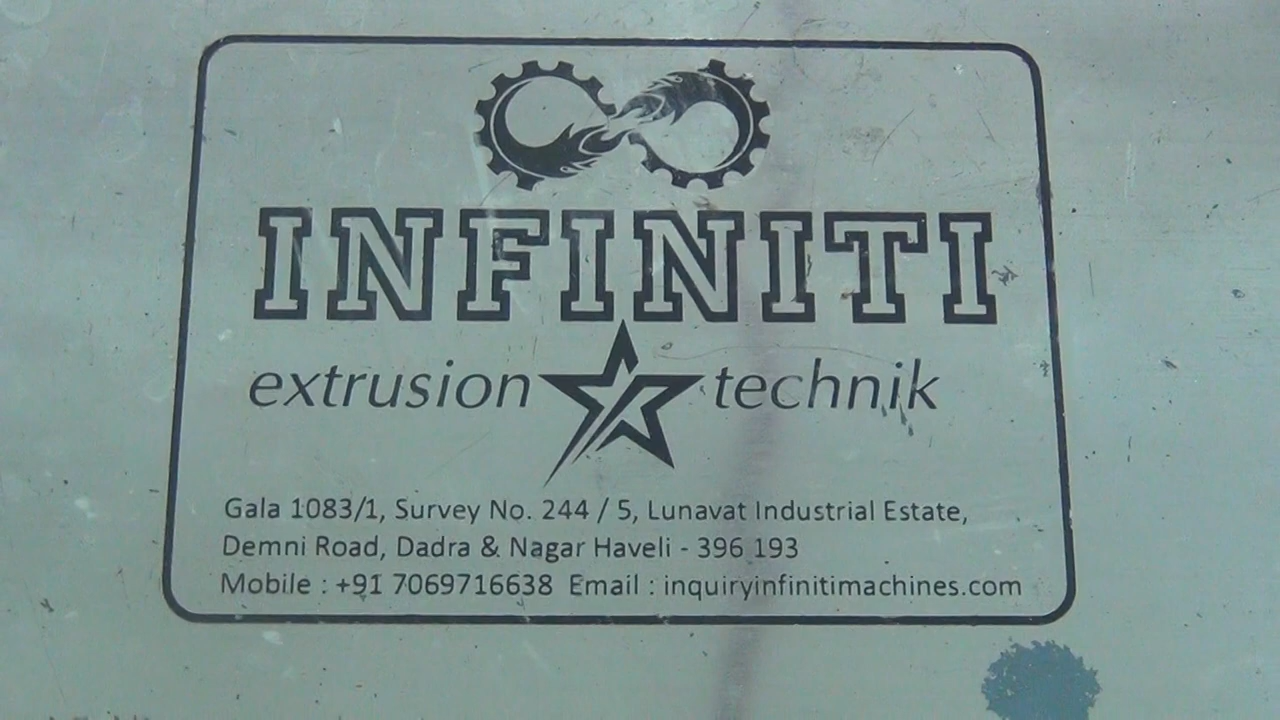 INFINITI
extrusion technik
Gala 1083/1, Survey No. 244 / 5, Lunavat Industrial Estate,
Demni Road, Dadra & Nagar Haveli - 396 193
Mobile : +91 7069716638 Email : inquiryinfinitimachines.com